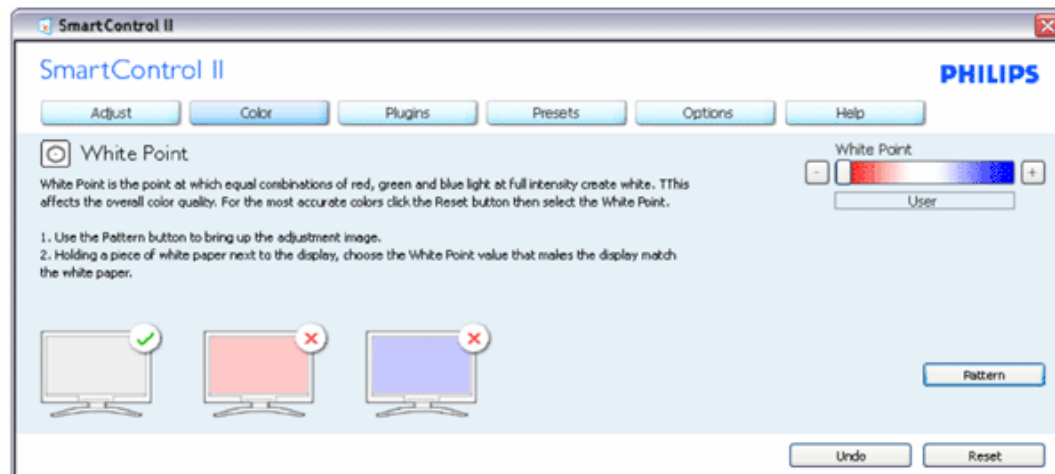 SmartControl II
SmartControl II
PHILIPS
Adjust
Color
Plugins
Presets
Options
Help
White Point
White Point is the point at which equal combinations of red, green and blue light at full intensity create white. TThis
affects the overall color quality. For the most accurate colors click the Reset button then select the White Point.
1. Use the Pattern button to bring up the adjustment image.
2. Holding a piece of white paper next to the display, choose the White Point value that makes the display match
the white paper.
White Point
-
+
User
Pattern
Undo
Reset